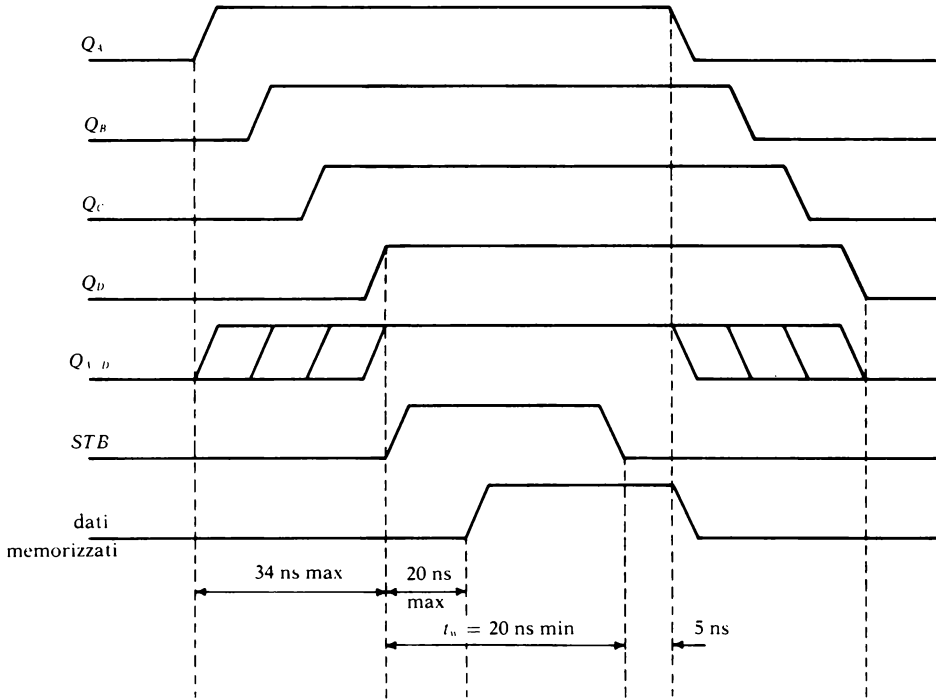 Q_A
Q_B
Q_C
Q_D
Q_A D
STB
dati
memorizzati
34 ns max
20 ns
max
t_w = 20 ns min
5 ns